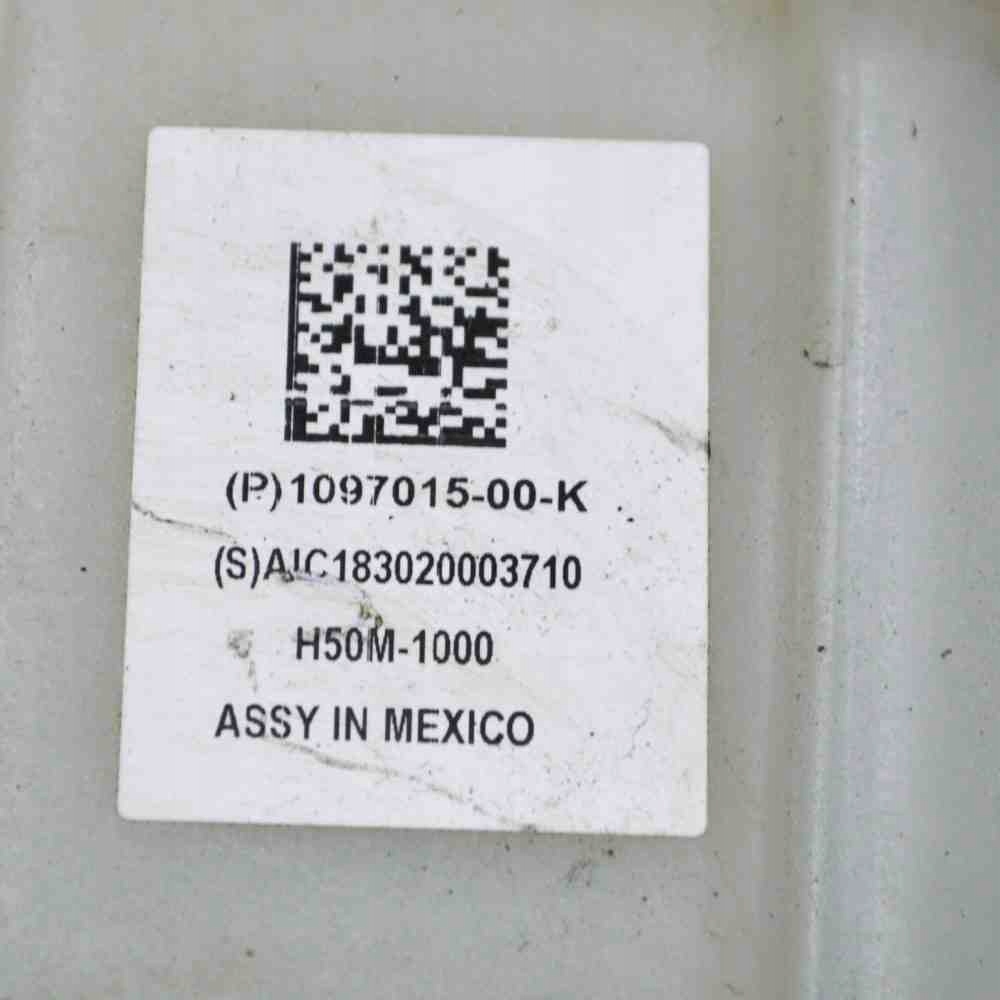 (P)1097015-00-K
(S)AIC183020003710
H50M-1000
ASSY IN MEXICO